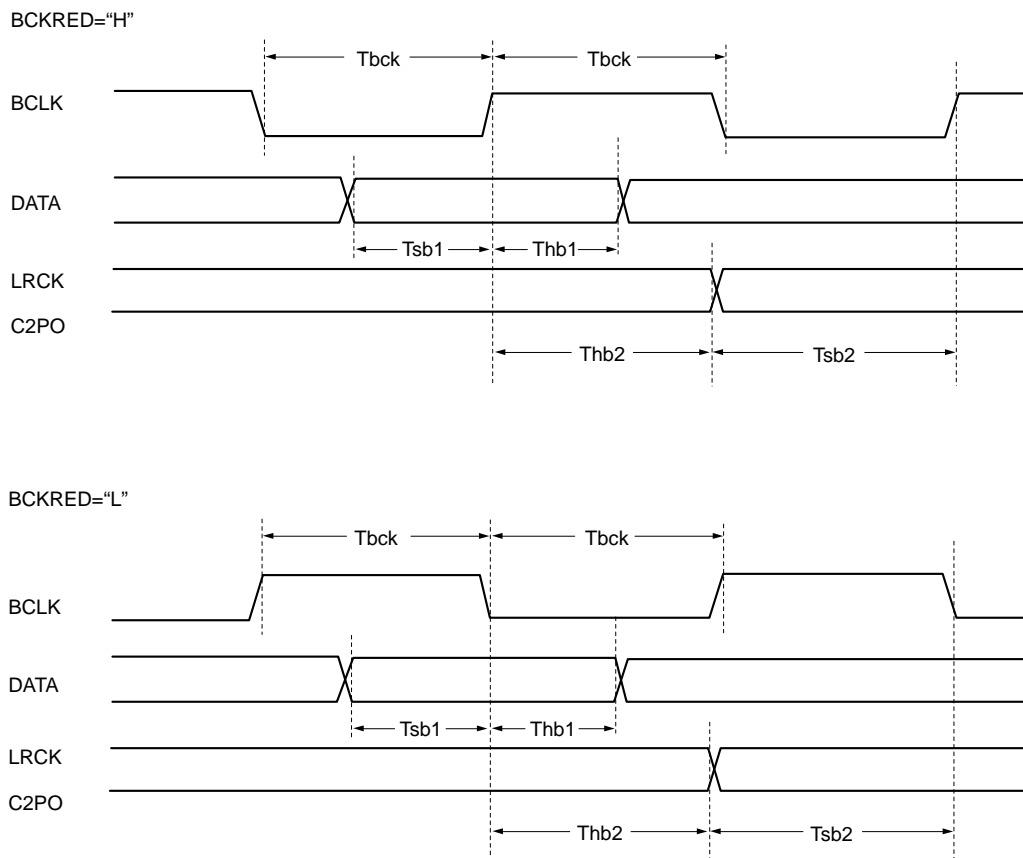 BCKRED=“H”
Tbck Tbck
BCLK
DATA
Tsb1 Thb1
LRCK
C2PO
Thb2 Tsb2
BCKRED=“L”
Tbck Tbck
BCLK
DATA
Tsb1 Thb1
LRCK
C2PO
Thb2 Tsb2